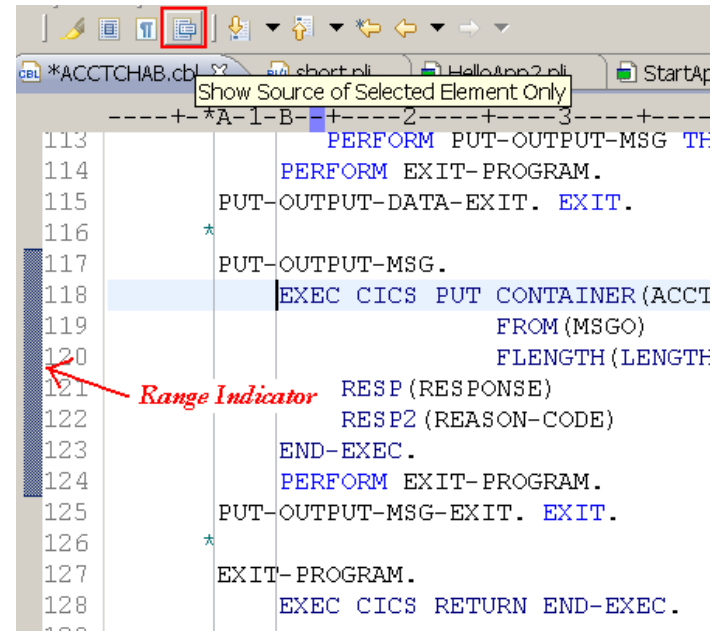 *ACCTCHAB.cbl short.pli HelloApp2.pli StartAp
Show Source of Selected Element Only
----+-*A-1-B--+----2----+----3----+----
113 PERFORM PUT-OUTPUT-MSG TH
114 PERFORM EXIT-PROGRAM.
115 PUT-OUTPUT-DATA-EXIT. EXIT.
116 *
117 PUT-OUTPUT-MSG.
118 EXEC CICS PUT CONTAINER(ACCT
119 FROM(MSGO)
120 FLENGTH(LENGTH
121 RESP(RESPONSE)
Range Indicator
122 RESP2(REASON-CODE)
123 END-EXEC.
124 PERFORM EXIT-PROGRAM.
125 PUT-OUTPUT-MSG-EXIT. EXIT.
126 *
127 EXIT-PROGRAM.
128 EXEC CICS RETURN END-EXEC.